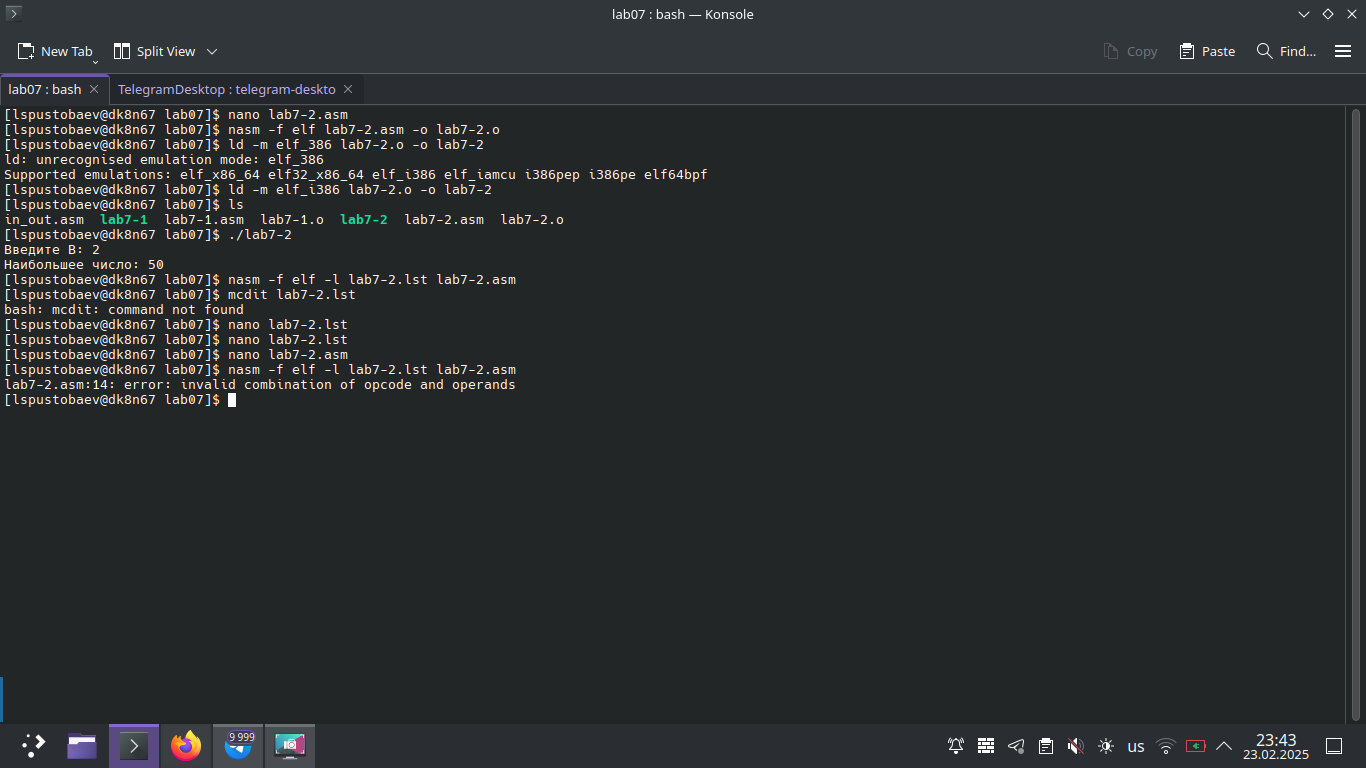 lab07 : bash — Konsole
New Tab Split View Copy Paste Find...
lab07 : bash TelegramDesktop : telegram-deskto
[lspustobaev@dk8n67 lab07]$ nano lab7-2.asm
[lspustobaev@dk8n67 lab07]$ nasm -f elf lab7-2.asm -o lab7-2.o
[lspustobaev@dk8n67 lab07]$ ld -m elf_386 lab7-2.o -o lab7-2
ld: unrecognised emulation mode: elf_386
Supported emulations: elf_x86_64 elf32_x86_64 elf_i386 elf_iamcu i386pep i386pe elf64bpf
[lspustobaev@dk8n67 lab07]$ ld -m elf_i386 lab7-2.o -o lab7-2
[lspustobaev@dk8n67 lab07]$ ls
in_out.asm  lab7-1  lab7-1.asm  lab7-1.o  lab7-2  lab7-2.asm  lab7-2.o
[lspustobaev@dk8n67 lab07]$ ./lab7-2
Введите В: 2
Наибольшее число: 50
[lspustobaev@dk8n67 lab07]$ nasm -f elf -l lab7-2.lst lab7-2.asm
[lspustobaev@dk8n67 lab07]$ mcdit lab7-2.lst
bash: mcdit: command not found
[lspustobaev@dk8n67 lab07]$ nano lab7-2.lst
[lspustobaev@dk8n67 lab07]$ nano lab7-2.lst
[lspustobaev@dk8n67 lab07]$ nano lab7-2.asm
[lspustobaev@dk8n67 lab07]$ nasm -f elf -l lab7-2.lst lab7-2.asm
lab7-2.asm:14: error: invalid combination of opcode and operands
[lspustobaev@dk8n67 lab07]$
9 999
us
23:43
23.02.2025